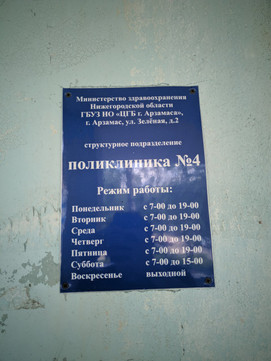 Министерство здравоохранения
Нижегородской области
ГБУЗ НО «ЦГБ г. Арзамаса»,
г. Арзамас, ул. Зелёная, д.2
структурное подразделение
поликлиника №4
Режим работы:
Понедельник с 7-00 до 19-00
Вторник с 7-00 до 19-00
Среда с 7-00 до 19-00
Четверг с 7-00 до 19-00
Пятница с 7-00 до 19-00
Суббота с 7-00 до 15-00
Воскресенье выходной